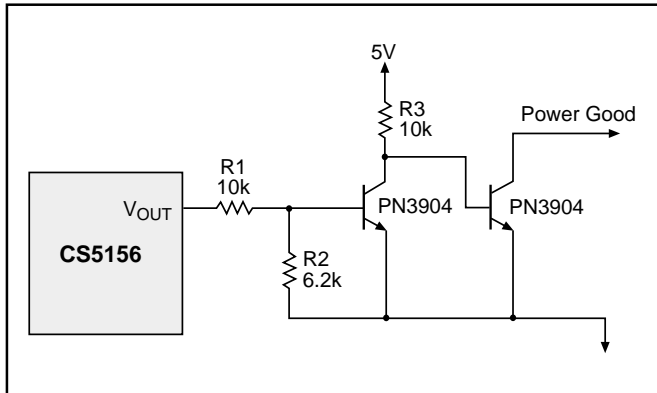 5V
R3
10k
Power Good
R1
10k
VOUT
PN3904
PN3904
CS5156
R2
6.2k